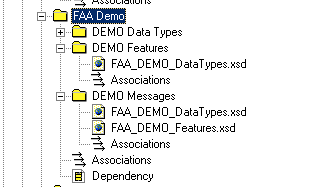 Associations
FAA Demo
DEMO Data Types
DEMO Features
FAA_DEMO_DataTypes.xsd
Associations
DEMO Messages
FAA_DEMO_DataTypes.xsd
FAA_DEMO_Features.xsd
Associations
Associations
Dependency